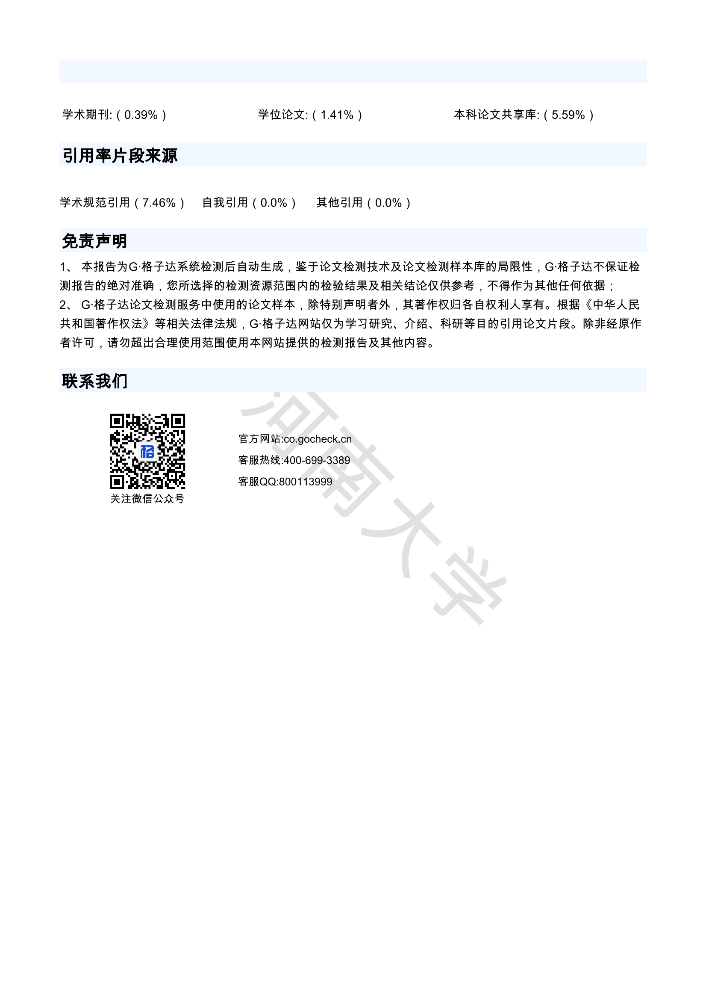 学术期刊:（0.39%）	学位论文:（1.41%）	本科论文共享库:（5.59%）
引用率片段来源
学术规范引用（7.46%） 自我引用（0.0%） 其他引用（0.0%）
免责声明
1、 本报告为G·格子达系统检测后自动生成，鉴于论文检测技术及论文检测样本库的局限性，G·格子达不保证检
测报告的绝对准确，您所选择的检测资源范围内的检验结果及相关结论仅供参考，不得作为其他任何依据；
2、 G·格子达论文检测服务中使用的论文样本，除特别声明者外，其著作权归各自权利人享有。根据《中华人民
共和国著作权法》等相关法律法规，G·格子达网站仅为学习研究、介绍、科研等目的引用论文片段。除非经原作
者许可，请勿超出合理使用范围使用本网站提供的检测报告及其他内容。
联系我们
格
官方网站:co.gocheck.cn
客服热线:400-699-3389
客服QQ:800113999
关注微信公众号
河南大学